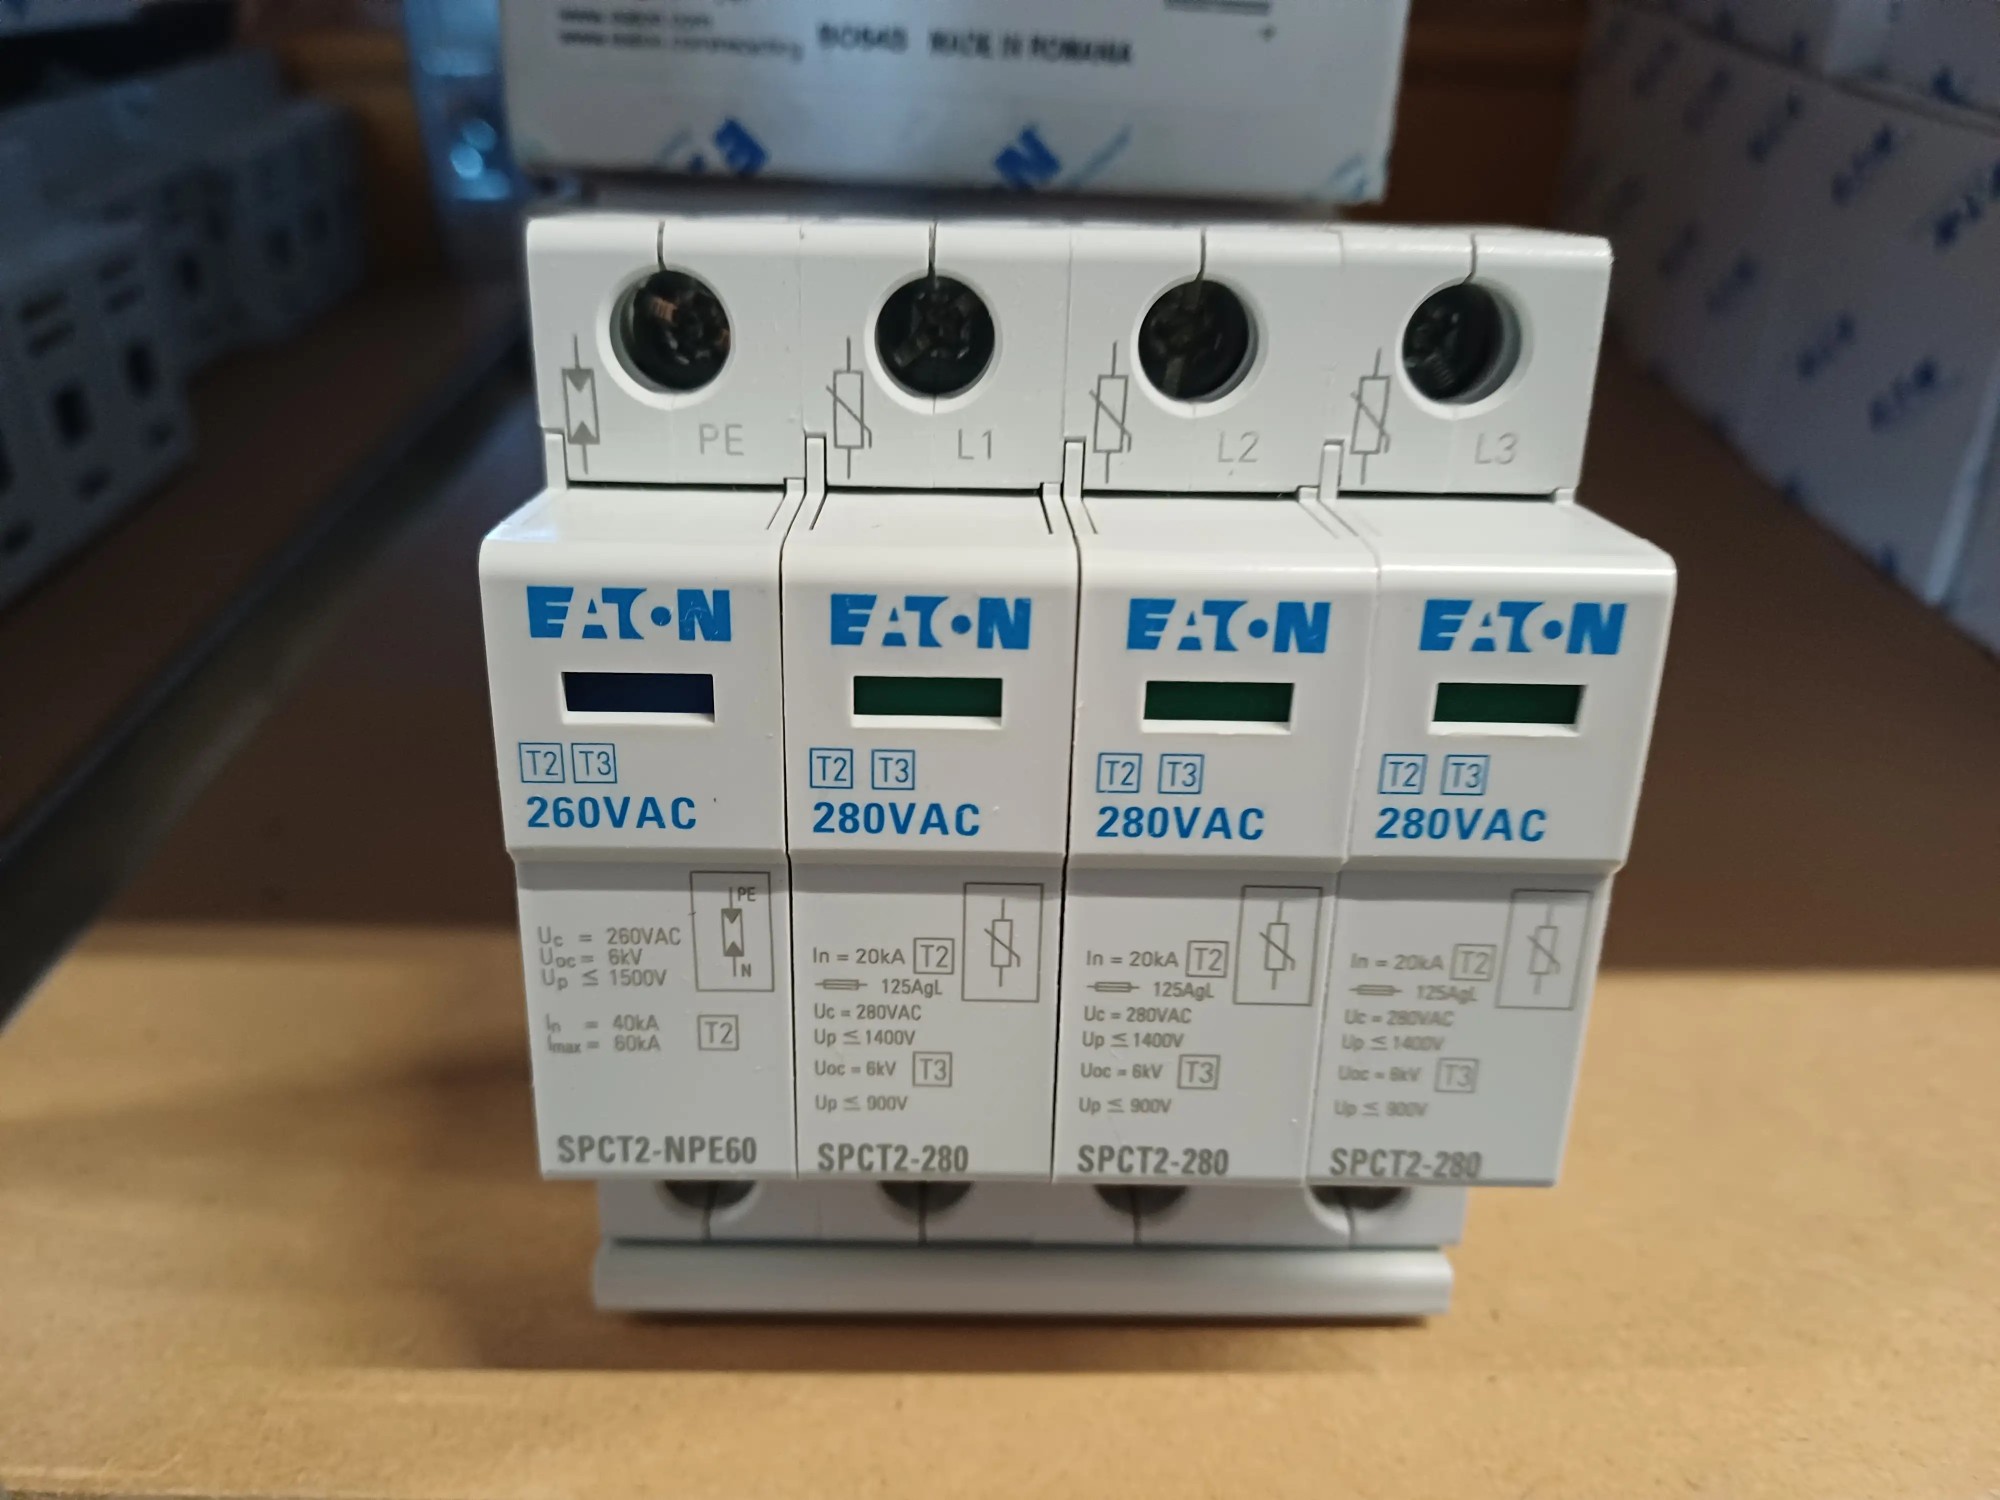 www.eaton.com
BO645 MADE IN ROMANIA
PE
L1
L2
L3
EATON
T2 T3
260VAC
PE
N
Uc = 260VAC
Uoc = 6kV
Up ≤ 1500V
In = 40kA
Imax = 60kA
T2
SPCT2-NPE60
EATON
T2 T3
280VAC
In = 20kA T2
125AgL
Uc = 280VAC
Up ≤ 1400V
Uoc = 6kV T3
Up ≤ 900V
SPCT2-280
EATON
T2 T3
280VAC
In = 20kA T2
125AgL
Uc = 280VAC
Up ≤ 1400V
Uoc = 6kV T3
Up ≤ 900V
SPCT2-280
EATON
T2 T3
280VAC
In = 20kA T2
125AgL
Uc = 280VAC
Up ≤ 1400V
Uoc = 6kV T3
Up ≤ 900V
SPCT2-280